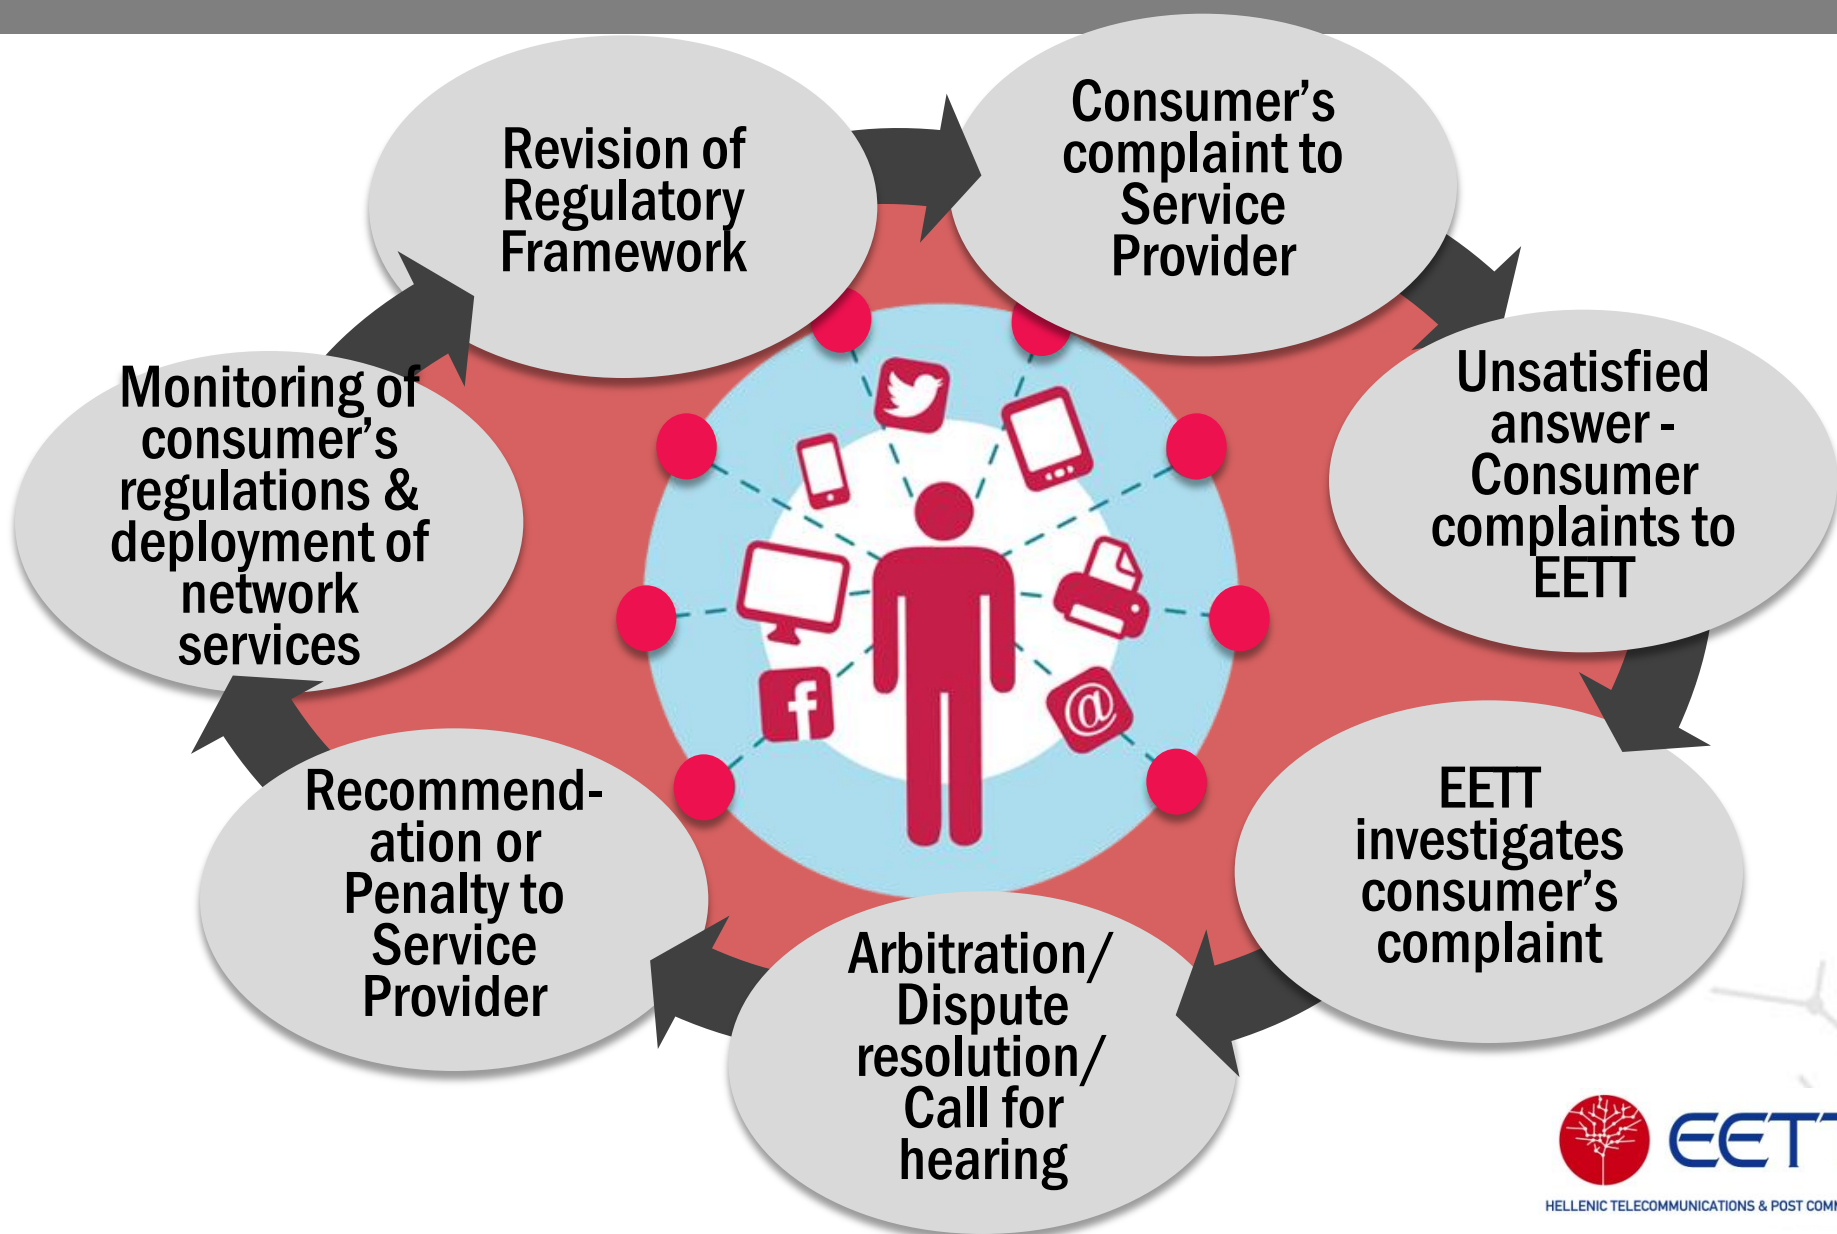 Revision of
Regulatory
Framework
Consumer’s
complaint to
Service
Provider
Unsatisfied
answer -
Consumer
complaints to
EETT
EETT
investigates
consumer’s
complaint
Arbitration/
Dispute
resolution/
Call for
hearing
Recommend-
ation or
Penalty to
Service
Provider
Monitoring of
consumer’s
regulations &
deployment of
network
services
f
@
EETT
HELLENIC TELECOMMUNICATIONS & POST